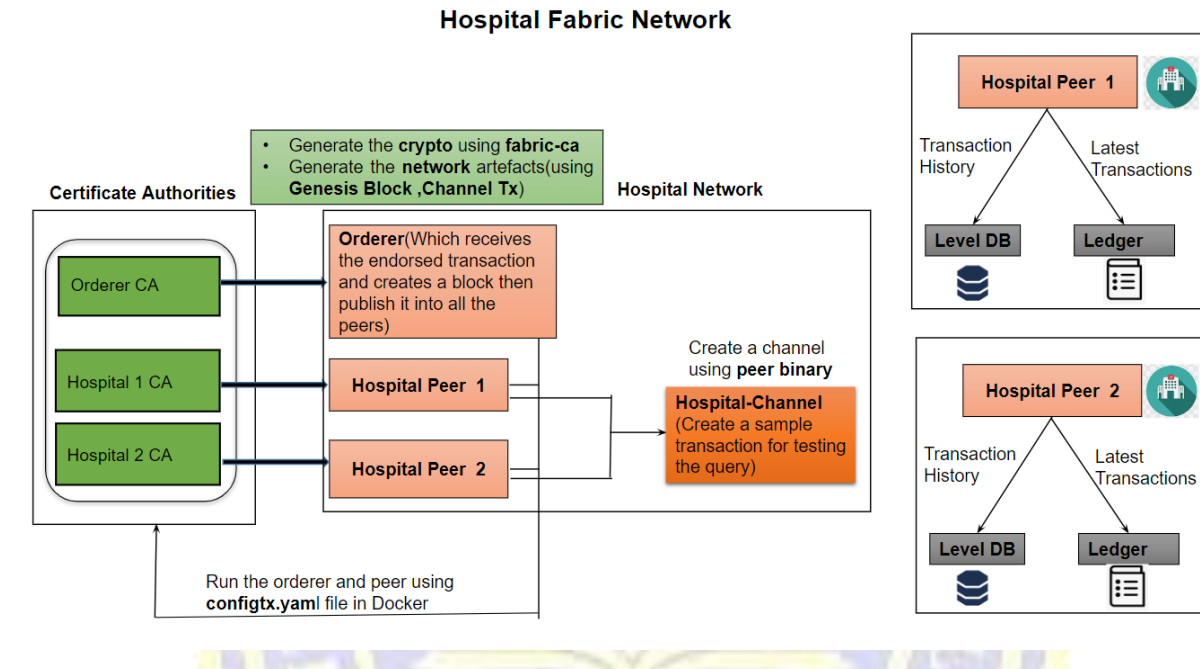 Hospital Fabric Network
• Generate the crypto using fabric-ca
• Generate the network artefacts(using
Genesis Block ,Channel Tx)
Certificate Authorities
Hospital Network
Orderer CA
Hospital 1 CA
Hospital 2 CA
Orderer(Which receives
the endorsed transaction
and creates a block then
publish it into all the
peers)
Hospital Peer 1
Hospital Peer 2
Create a channel
using peer binary
Hospital-Channel
(Create a sample
transaction for testing
the query)
Run the orderer and peer using
configtx.yaml file in Docker
Hospital Peer 1
Transaction
History
Latest
Transactions
Level DB
Ledger
Hospital Peer 2
Transaction
History
Latest
Transactions
Level DB
Ledger